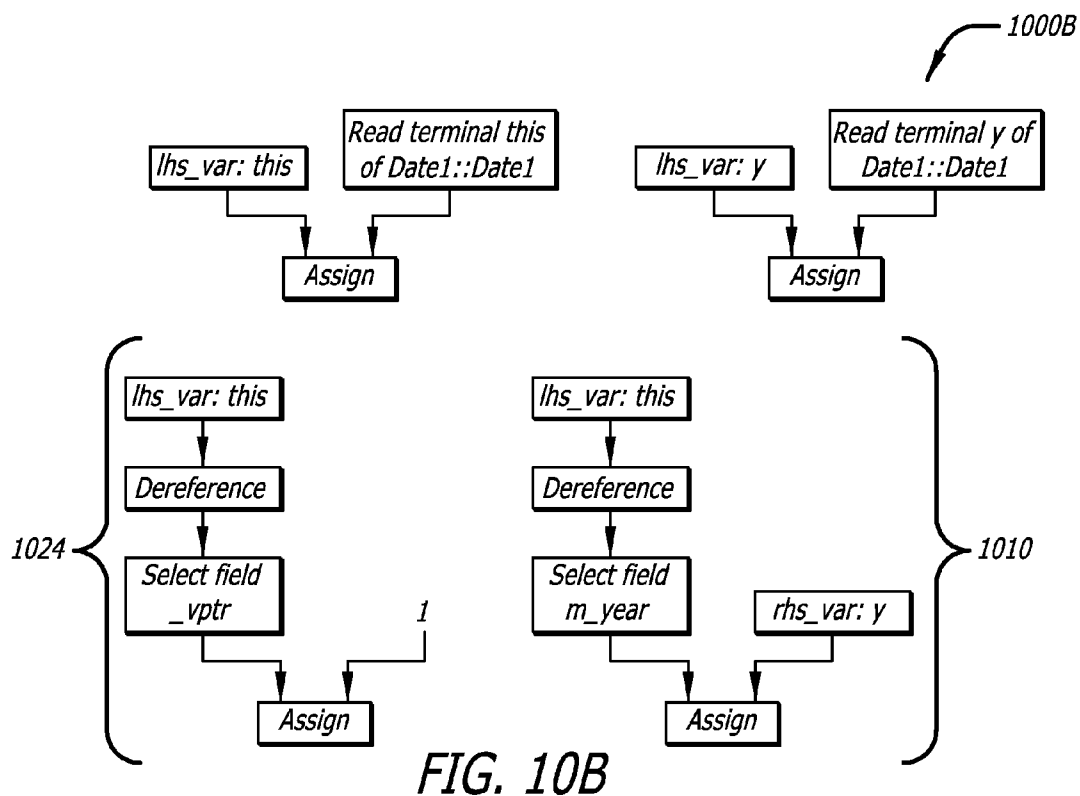 1000B
lhs_var: this
Read terminal this
of Date1::Date1
lhs_var: y
Read terminal y of
Date1::Date1
Assign
Assign
lhs_var: this
lhs_var: this
Dereference
Dereference
1024
1010
Select field
_vptr
1
Select field
m_year
rhs_var: y
Assign
Assign
FIG. 10B